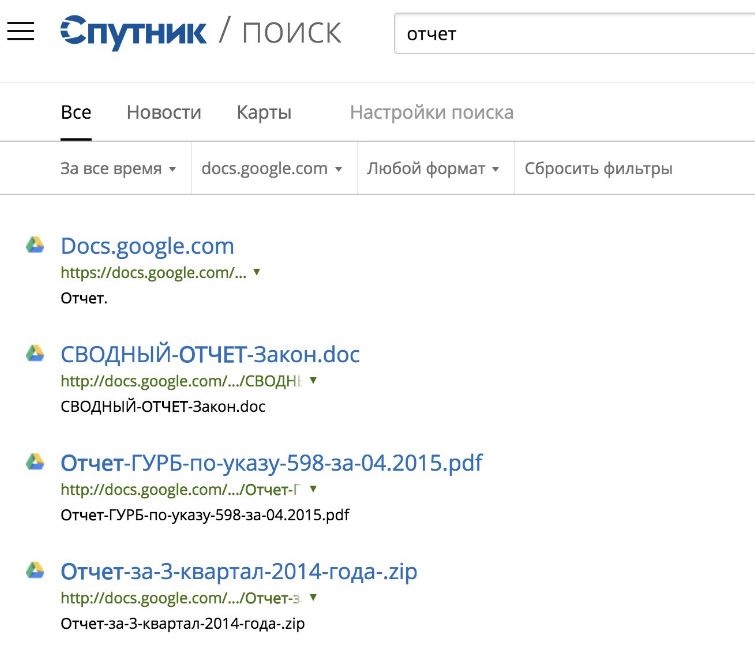 Спутник / ПОИСК
отчет
Все Новости Карты Настройки поиска
За все время docs.google.com Любой формат Сбросить фильтры
Docs.google.com
https://docs.google.com/...
Отчет.
СВОДНЫЙ-ОТЧЕТ-Закон.doc
http://docs.google.com/.../СВОДНЫ
СВОДНЫЙ-ОТЧЕТ-Закон.doc
Отчет-ГУРБ-по-указу-598-за-04.2015.pdf
http://docs.google.com/.../Отчет-Г
Отчет-ГУРБ-по-указу-598-за-04.2015.pdf
Отчет-за-3-квартал-2014-года-.zip
http://docs.google.com/.../Отчет-з
Отчет-за-3-квартал-2014-года-.zip